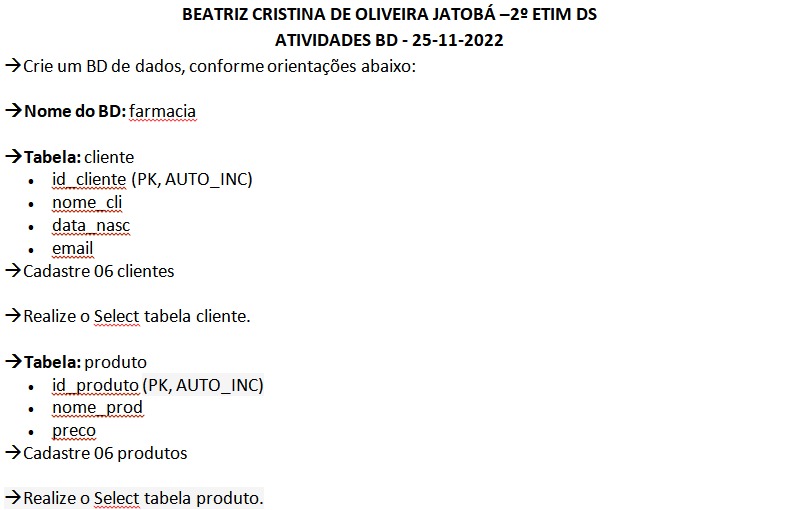 BEATRIZ CRISTINA DE OLIVEIRA JATOBÁ –2º ETIM DS
ATIVIDADES BD - 25-11-2022
→Crie um BD de dados, conforme orientações abaixo:
→Nome do BD: farmacia
→Tabela: cliente
• id_cliente (PK, AUTO_INC)
• nome_cli
• data_nasc
• email
→Cadastre 06 clientes
→Realize o Select tabela cliente.
→Tabela: produto
• id_produto (PK, AUTO_INC)
• nome_prod
• preco
→Cadastre 06 produtos
→Realize o Select tabela produto.